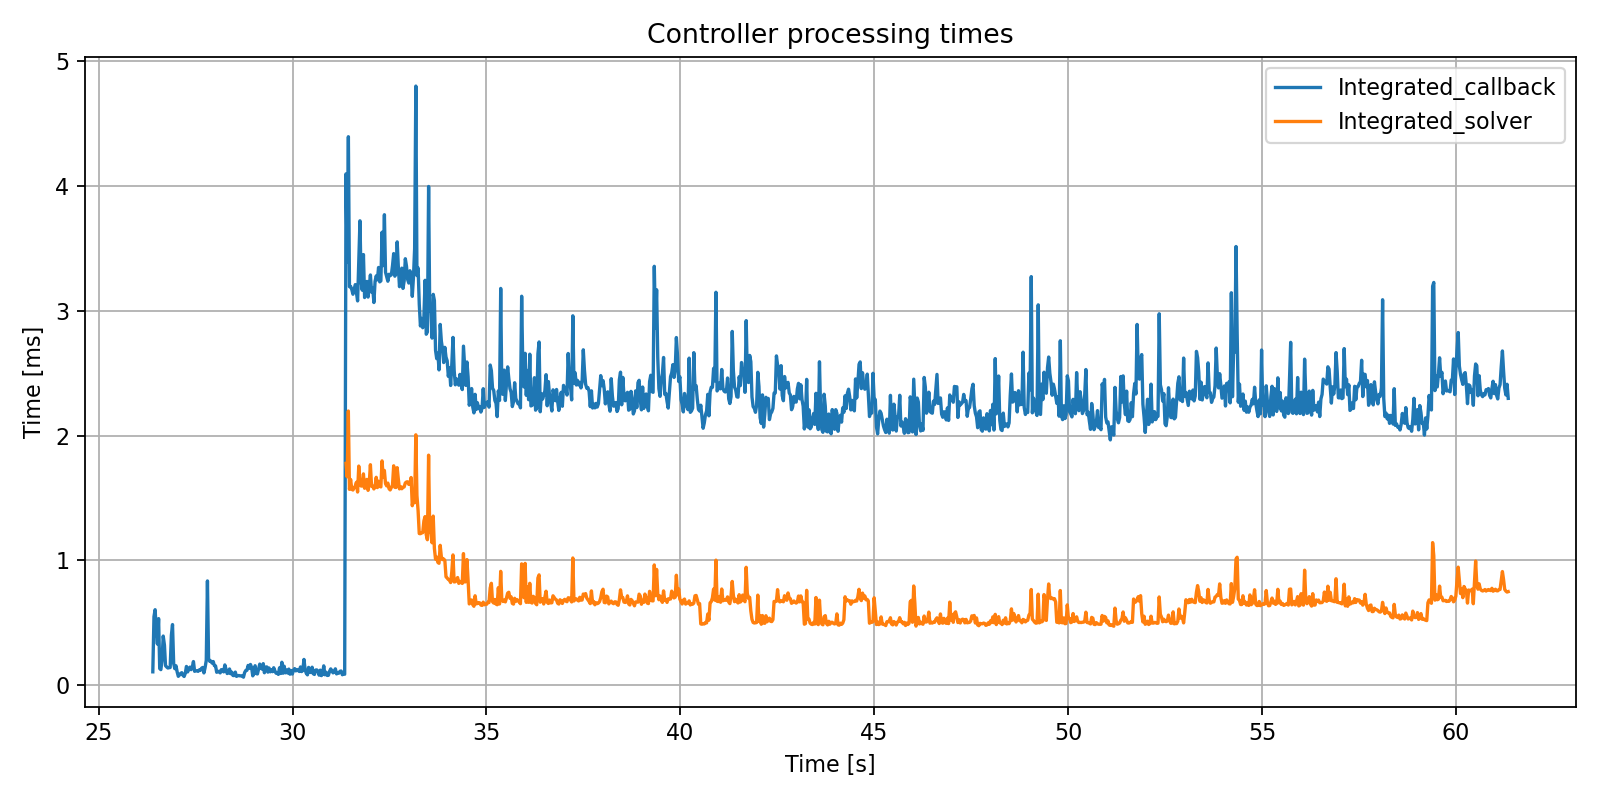 Controller processing times
Integrated_callback
Integrated_solver
Time [ms]
5
4
3
2
1
0
25 30 35 40 45 50 55 60
Time [s]